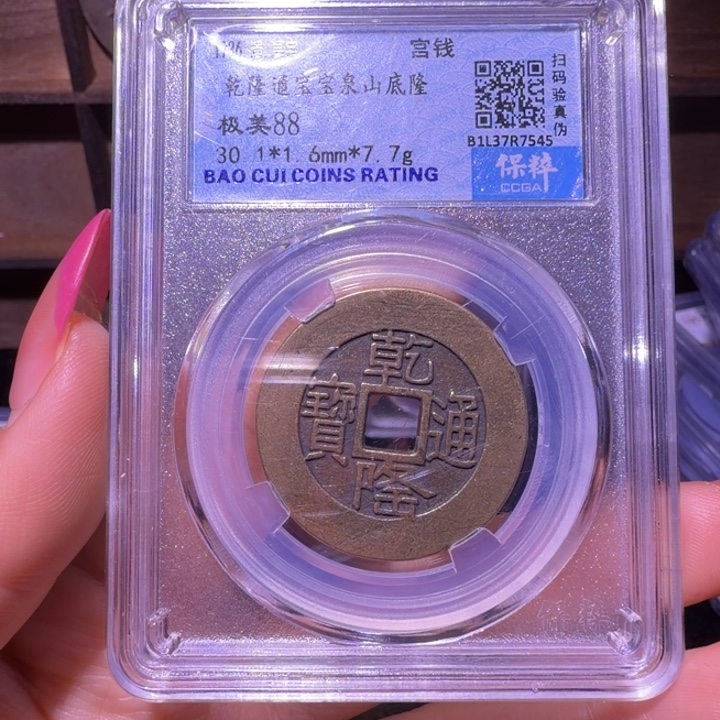 宫钱
乾隆通宝宝泉山底隆
极美88
30.1*1.6mm*7.7g
BAO CUI COINS RATING
扫码验真伪
B1L37R7545
保粹
CCGA
乾隆通寶